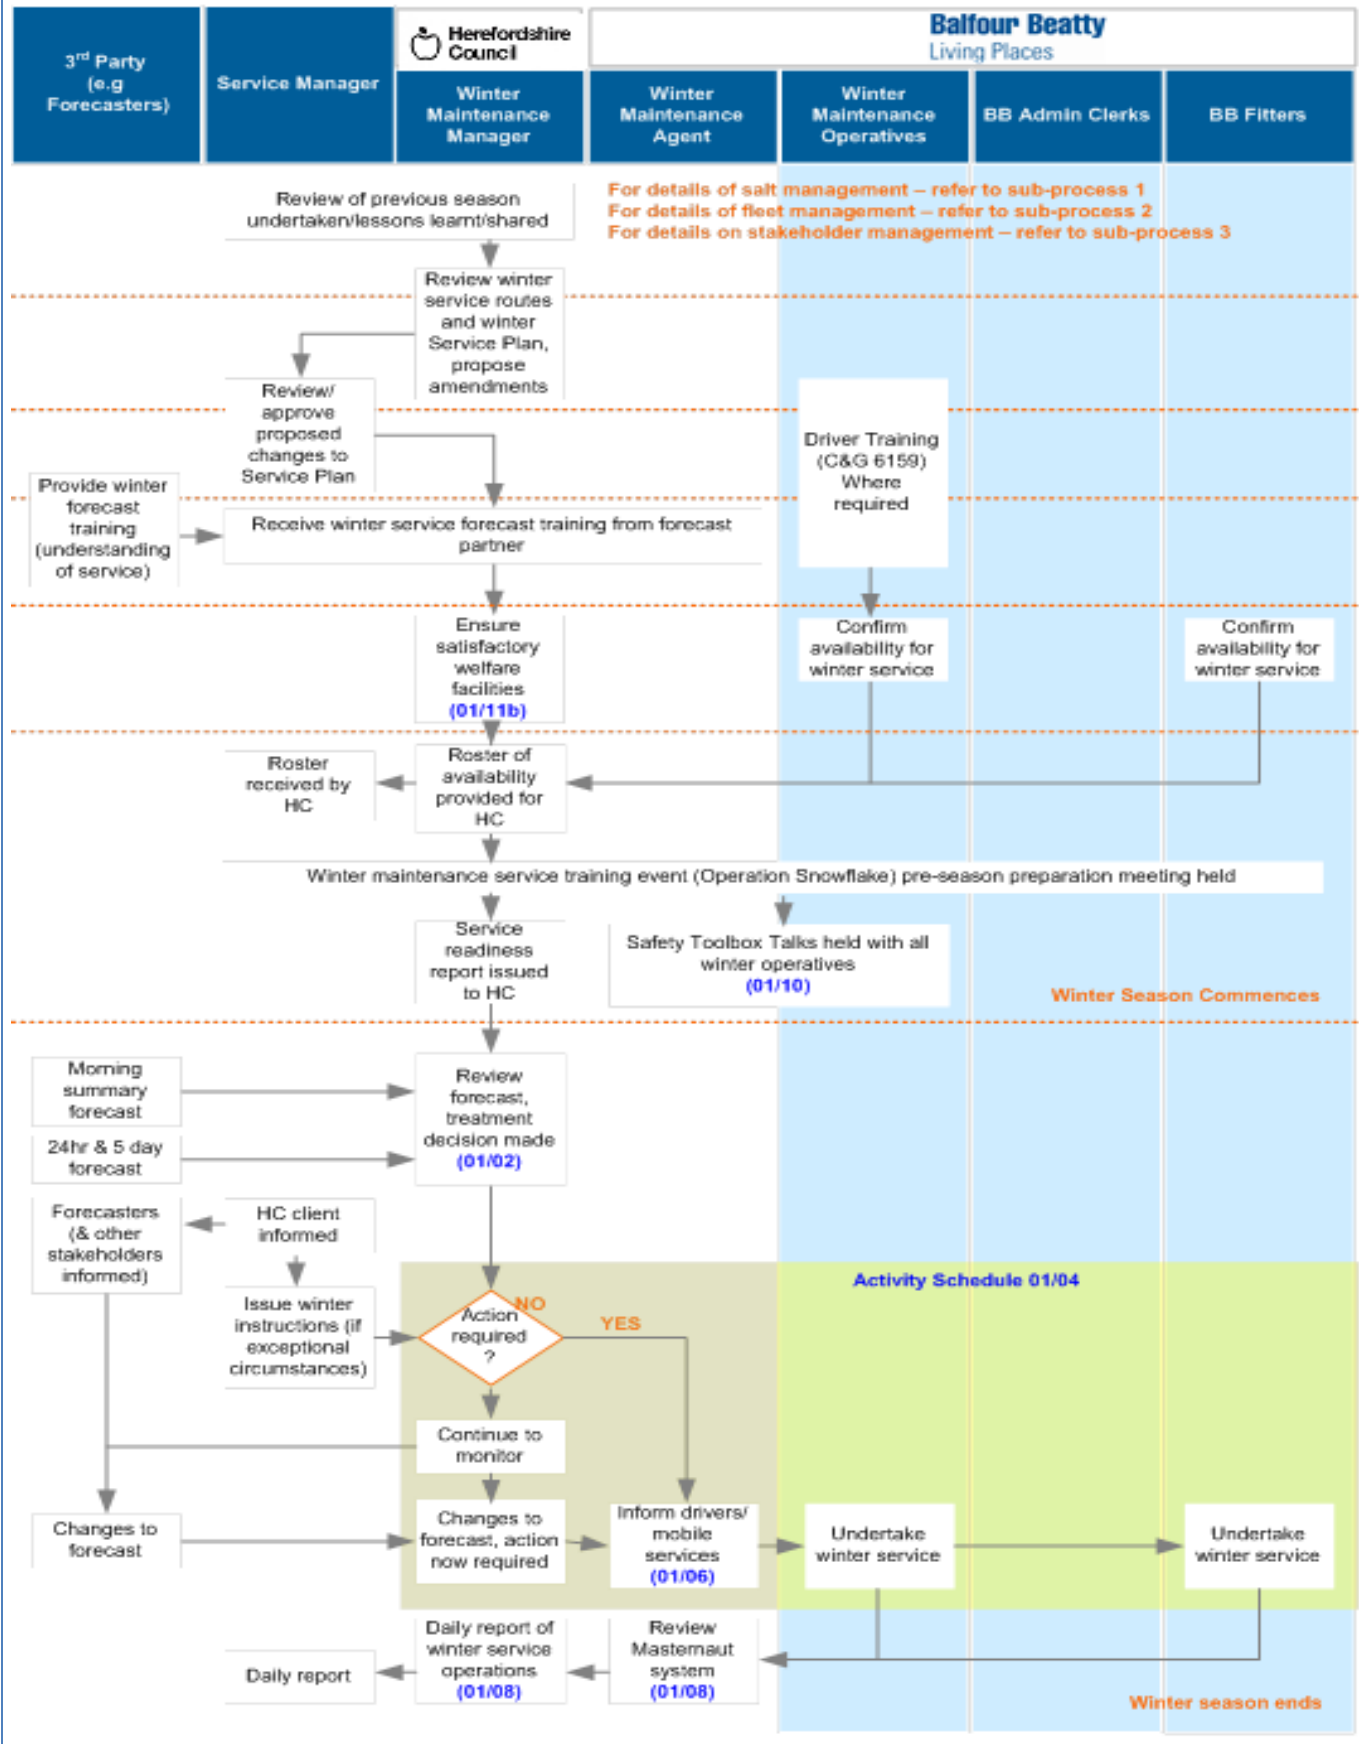 Herefordshire
Council
Balfour Beatty
Living Places
3rd Party
(e.g
Forecasters)
Service Manager
Winter
Maintenance
Manager
Winter
Maintenance
Agent
Winter
Maintenance
Operatives
BB Admin Clerks
BB Fitters
Review of previous season
undertaken/lessons learnt/shared
For details of salt management – refer to sub-process 1
For details of fleet management – refer to sub-process 2
For details on stakeholder management – refer to sub-process 3
Review winter
service routes
and winter
Service Plan,
propose
amendments
Review/
approve
proposed
changes to
Service Plan
Driver Training
(C&G 6159)
Where
required
Provide winter
forecast
training
(understanding
of service)
Receive winter service forecast training from forecast
partner
Ensure
satisfactory
welfare
facilities
(01/11b)
Confirm
availability for
winter service
Confirm
availability for
winter service
Roster
received by
HC
Roster of
availability
provided for
HC
Winter maintenance service training event (Operation Snowflake) pre-season preparation meeting held
Service
readiness
report issued
to HC
Safety Toolbox Talks held with all
winter operatives
(01/10)
Winter Season Commences
Morning
summary
forecast
24hr & 5 day
forecast
Review
forecast,
treatment
decision made
(01/02)
Forecasters
(& other
stakeholders
informed)
HC client
informed
Issue winter
instructions (if
exceptional
circumstances)
Activity Schedule 01/04
NO
Action
required
?
YES
Continue to
monitor
Changes to
forecast
Changes to
forecast, action
now required
Inform drivers/
mobile
services
(01/06)
Undertake
winter service
Undertake
winter service
Daily report
Daily report of
winter service
operations
(01/08)
Review
Masternaut
system
(01/08)
Winter season ends